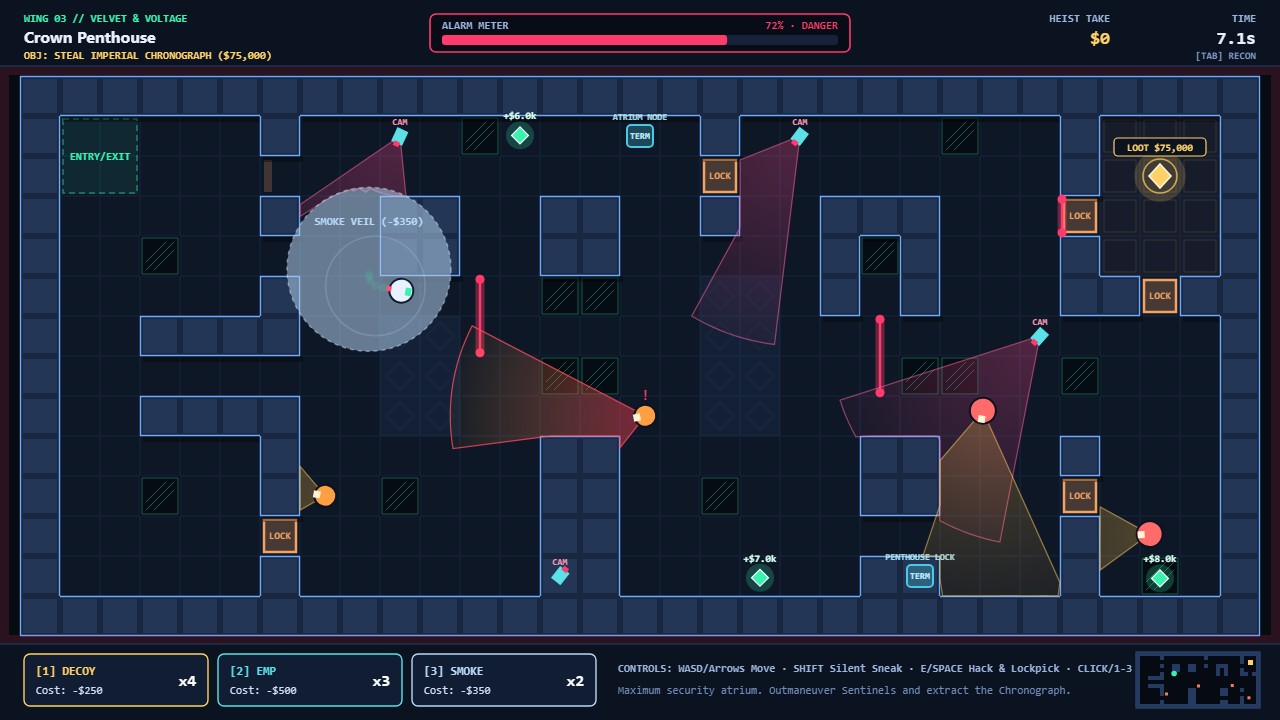 WING 03 // VELVET & VOLTAGE
Crown Penthouse
OBJ: STEAL IMPERIAL CHRONOGRAPH ($75,000)
ALARM METER
72% · DANGER
HEIST TAKE
$0
TIME
7.1s
[TAB] RECON
ENTRY/EXIT
CAM
+$6.0k
ATRIUM NODE
TERM
CAM
LOCK
LOOT $75,000
LOCK
SMOKE VEIL (-$350)
LOCK
CAM
!
LOCK
LOCK
CAM
+$7.0k
PENTHOUSE LOCK
TERM
+$8.0k
[1] DECOY
Cost: -$250
x4
[2] EMP
Cost: -$500
x3
[3] SMOKE
Cost: -$350
x2
CONTROLS: WASD/Arrows Move · SHIFT Silent Sneak · E/SPACE Hack & Lockpick · CLICK/1-3
Maximum security atrium. Outmaneuver Sentinels and extract the Chronograph.